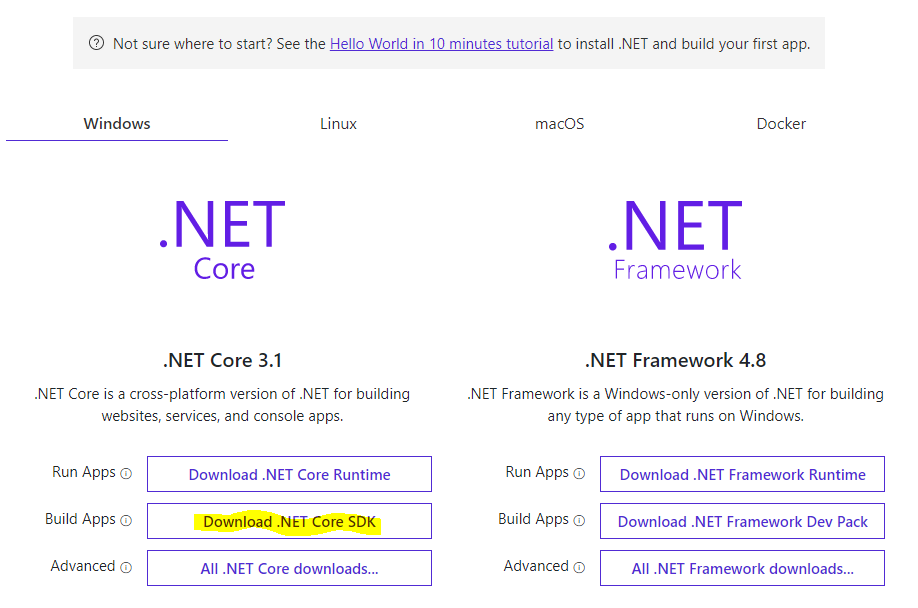 Not sure where to start? See the Hello World in 10 minutes tutorial to install .NET and build your first app.
Windows
Linux
macOS
Docker
.NET
Core
.NET
Framework
.NET Core 3.1
.NET Core is a cross-platform version of .NET for building
websites, services, and console apps.
Run Apps
Download .NET Core Runtime
Build Apps
Download .NET Core SDK
Advanced
All .NET Core downloads...
.NET Framework 4.8
.NET Framework is a Windows-only version of .NET for building
any type of app that runs on Windows.
Run Apps
Download .NET Framework Runtime
Build Apps
Download .NET Framework Dev Pack
Advanced
All .NET Framework downloads...